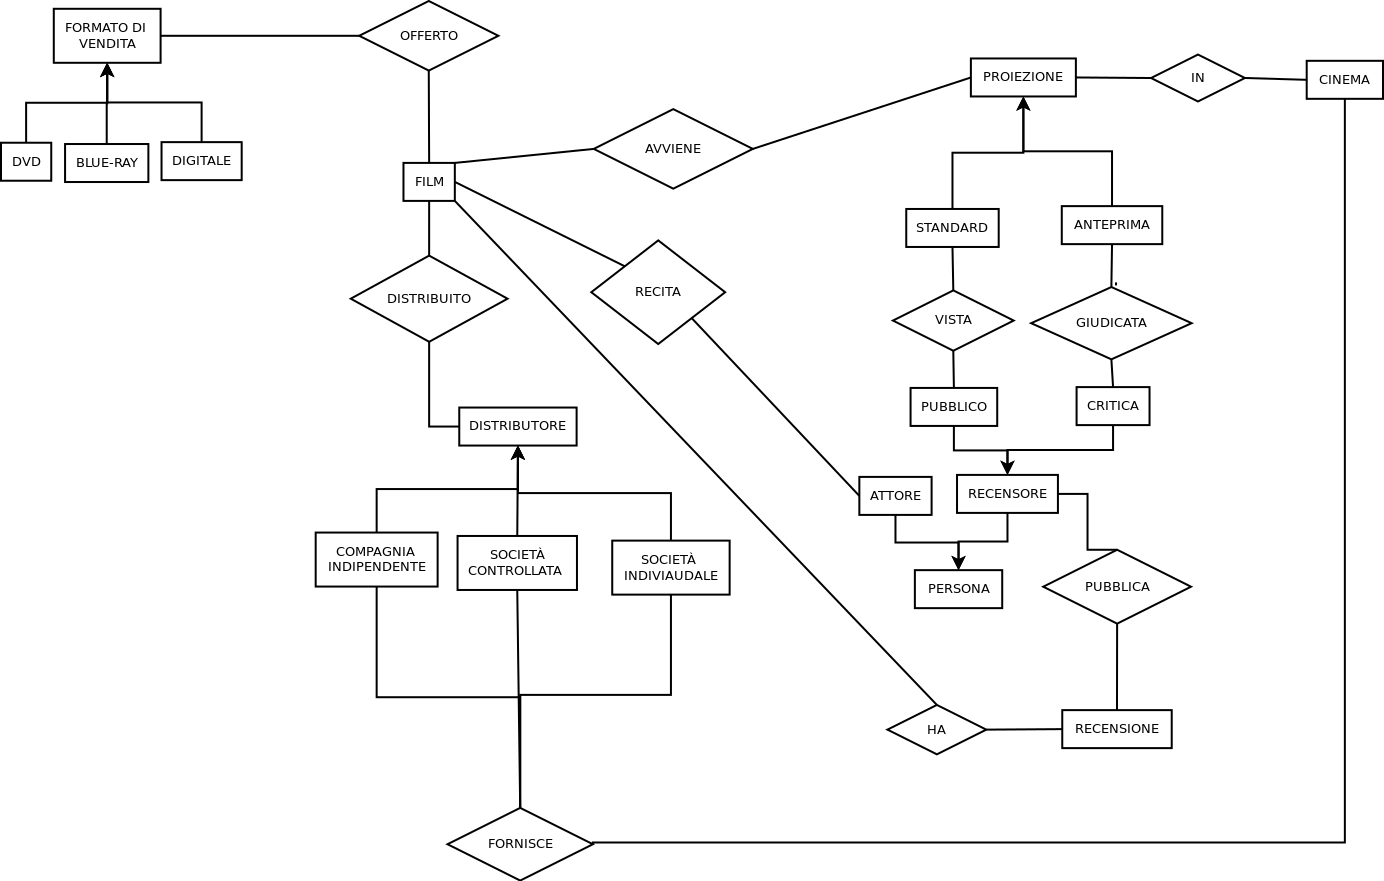 FORMATO DI
VENDITA
OFFERTO
PROIEZIONE
IN
CINEMA
DVD
BLUE-RAY
DIGITALE
AVVIENE
FILM
STANDARD
ANTEPRIMA
DISTRIBUITO
RECITA
VISTA
GIUDICATA
PUBBLICO
CRITICA
DISTRIBUTORE
ATTORE
RECENSORE
COMPAGNIA
INDIPENDENTE
SOCIETÀ
CONTROLLATA
SOCIETÀ
INDIVIAUDALE
PERSONA
PUBBLICA
HA
RECENSIONE
FORNISCE